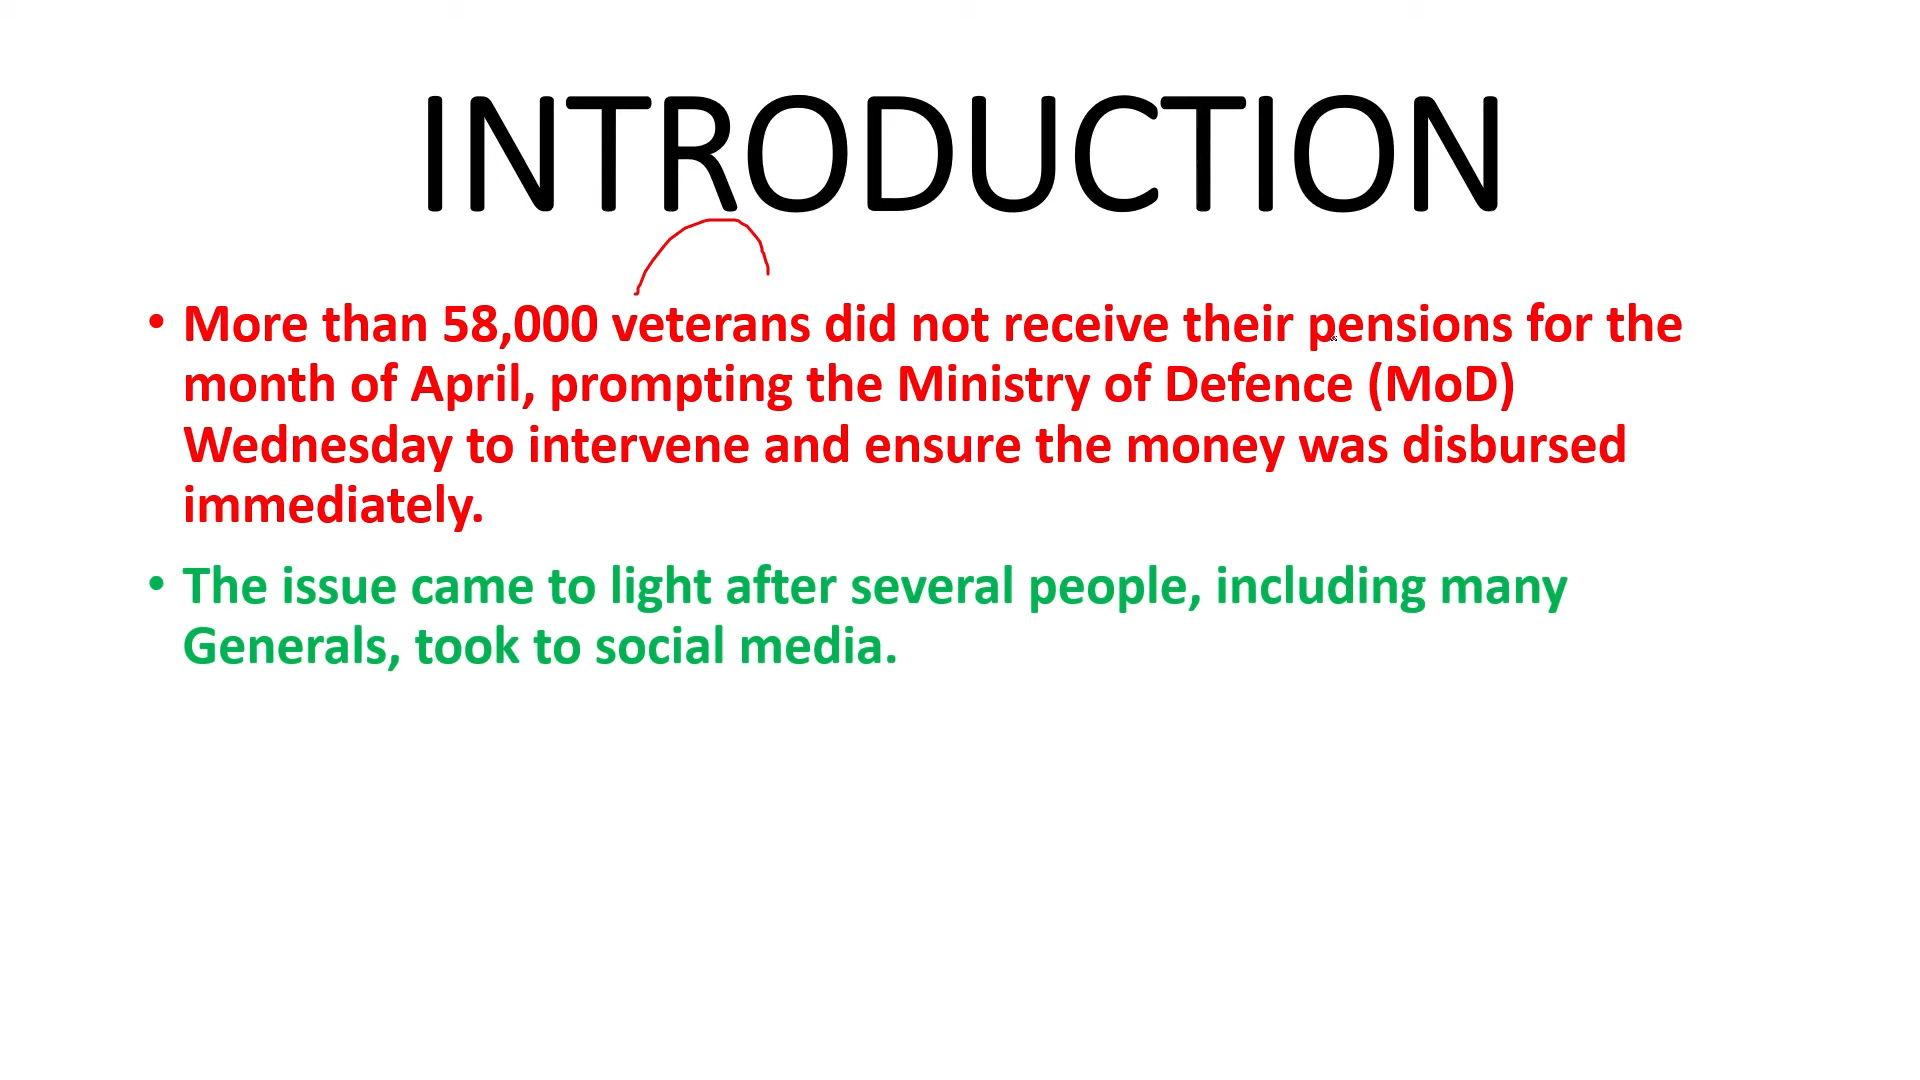 INTRODUCTION
• More than 58,000 veterans did not receive their pensions for the
month of April, prompting the Ministry of Defence (MoD)
Wednesday to intervene and ensure the money was disbursed
immediately.
• The issue came to light after several people, including many
Generals, took to social media.